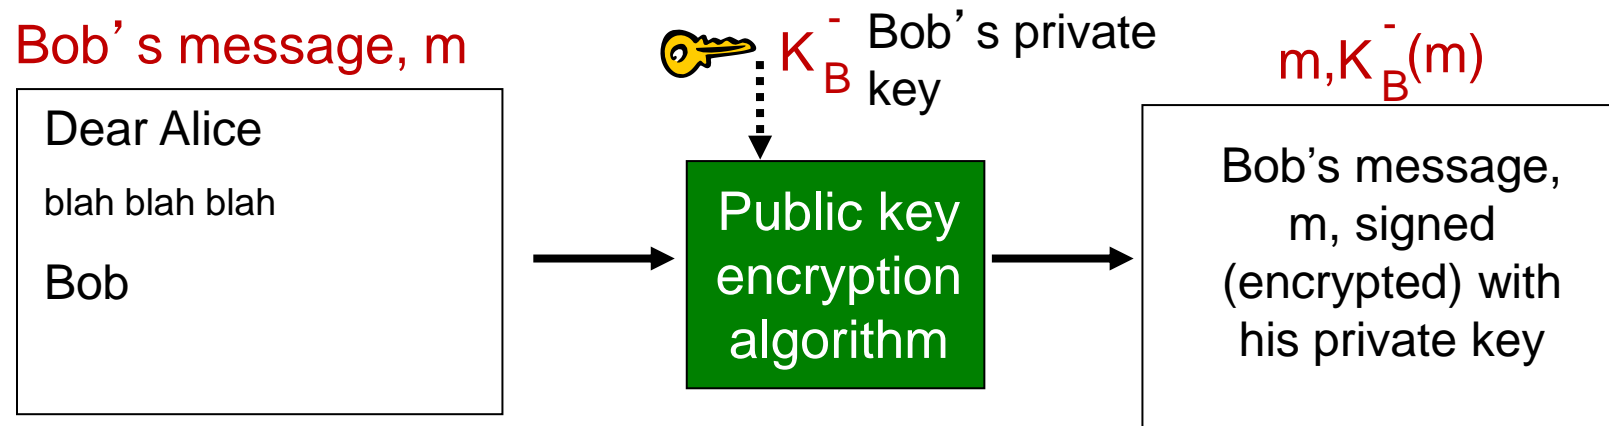 Bob’s message, m
Dear Alice
blah blah blah
Bob
K
-
B
Bob’s private
key
Public key
encryption
algorithm
m,K
-
B
(m)
Bob’s message,
m, signed
(encrypted) with
his private key